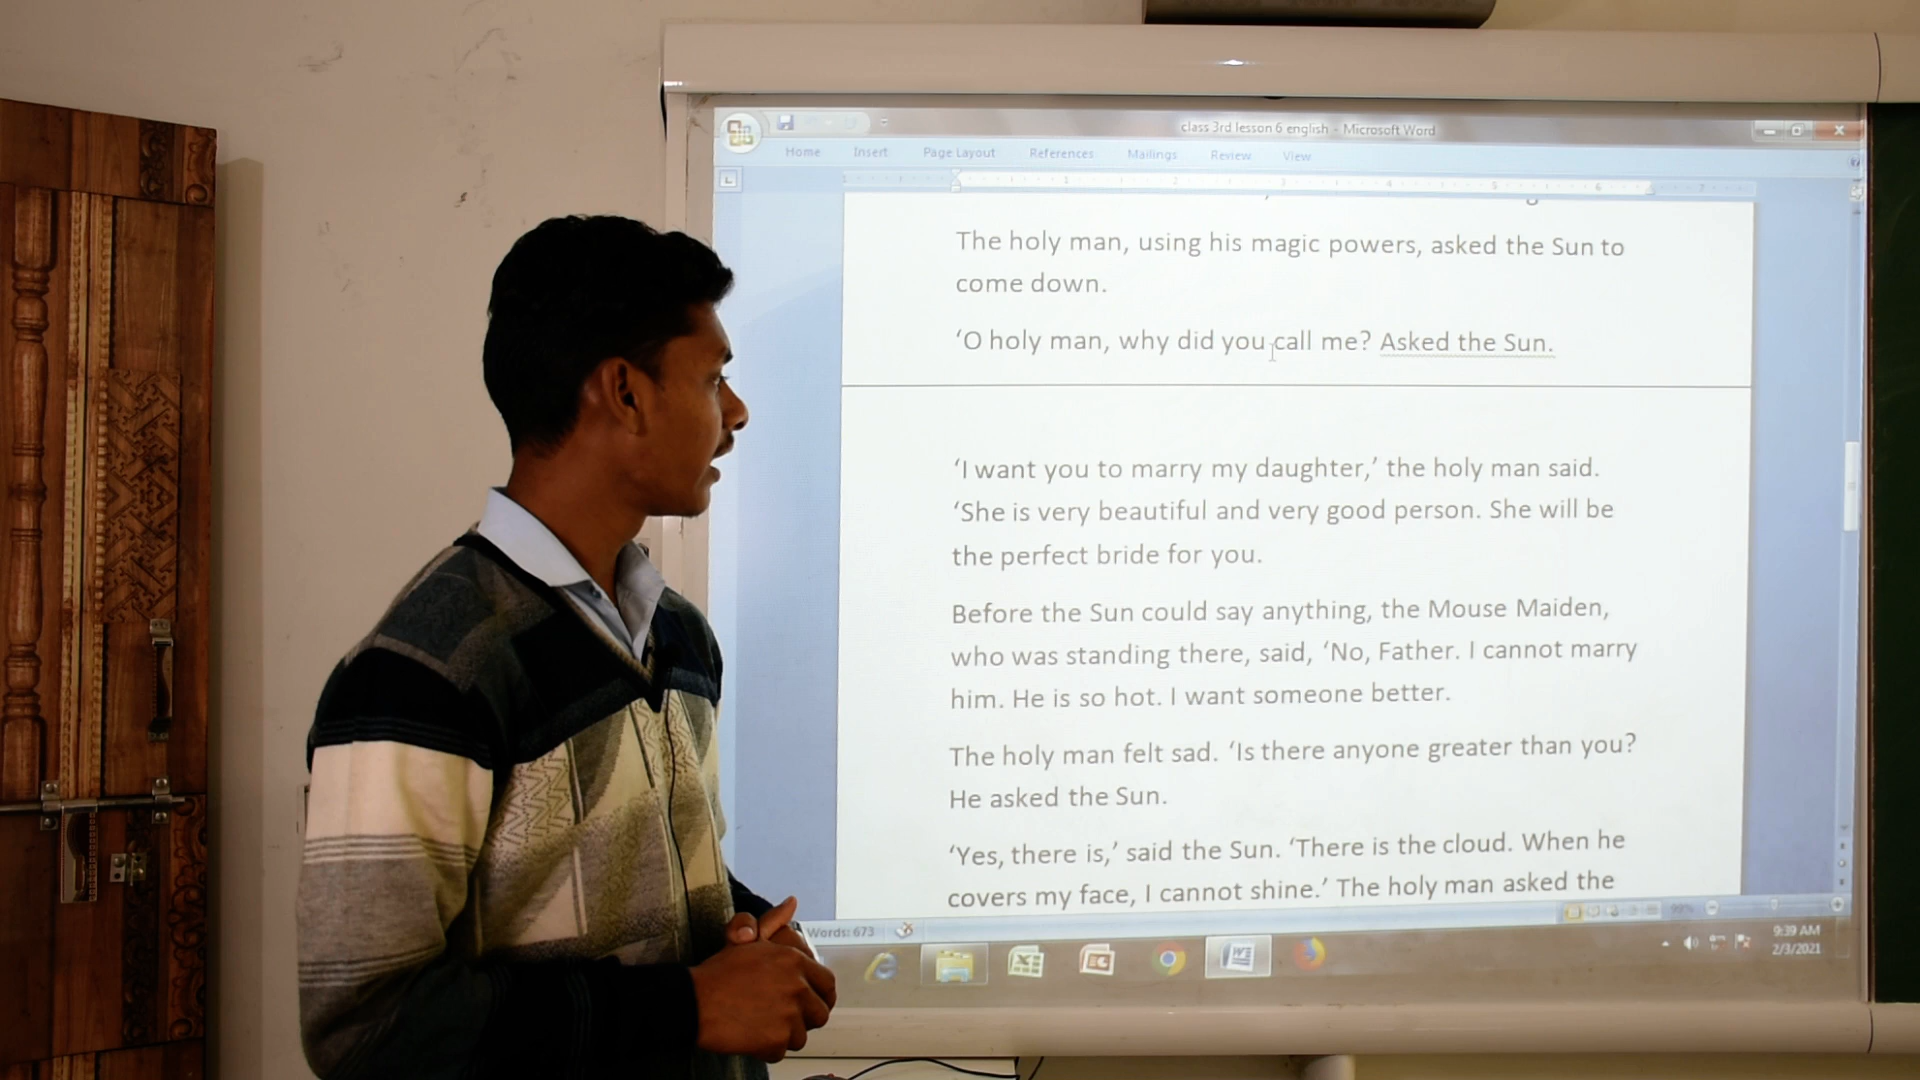 class 3rd lesson 6 english - Microsoft Word
Home Insert Page Layout References Mailings Review View
The holy man, using his magic powers, asked the Sun to
come down.
‘O holy man, why did you call me? Asked the Sun.
‘I want you to marry my daughter,’ the holy man said.
‘She is very beautiful and very good person. She will be
the perfect bride for you.
Before the Sun could say anything, the Mouse Maiden,
who was standing there, said, ‘No, Father. I cannot marry
him. He is so hot. I want someone better.
The holy man felt sad. ‘Is there anyone greater than you?
He asked the Sun.
‘Yes, there is,’ said the Sun. ‘There is the cloud. When he
covers my face, I cannot shine.’ The holy man asked the
Words: 673
9:39 AM
2/3/2021